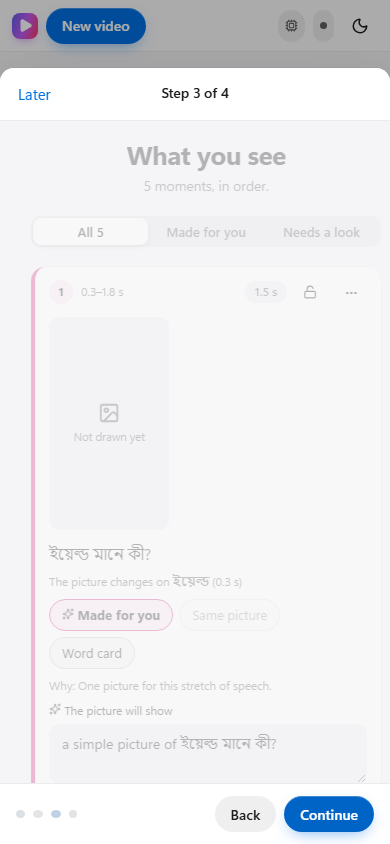 New video
Later
Step 3 of 4
What you see
5 moments, in order.
All 5
Made for you
Needs a look
1
0.3–1.8 s
1.5 s
Not drawn yet
ইয়েল্ড মানে কী?
The picture changes on ইয়েল্ড (0.3 s)
Made for you
Same picture
Word card
Why: One picture for this stretch of speech.
The picture will show
a simple picture of ইয়েল্ড মানে কী?
Back
Continue